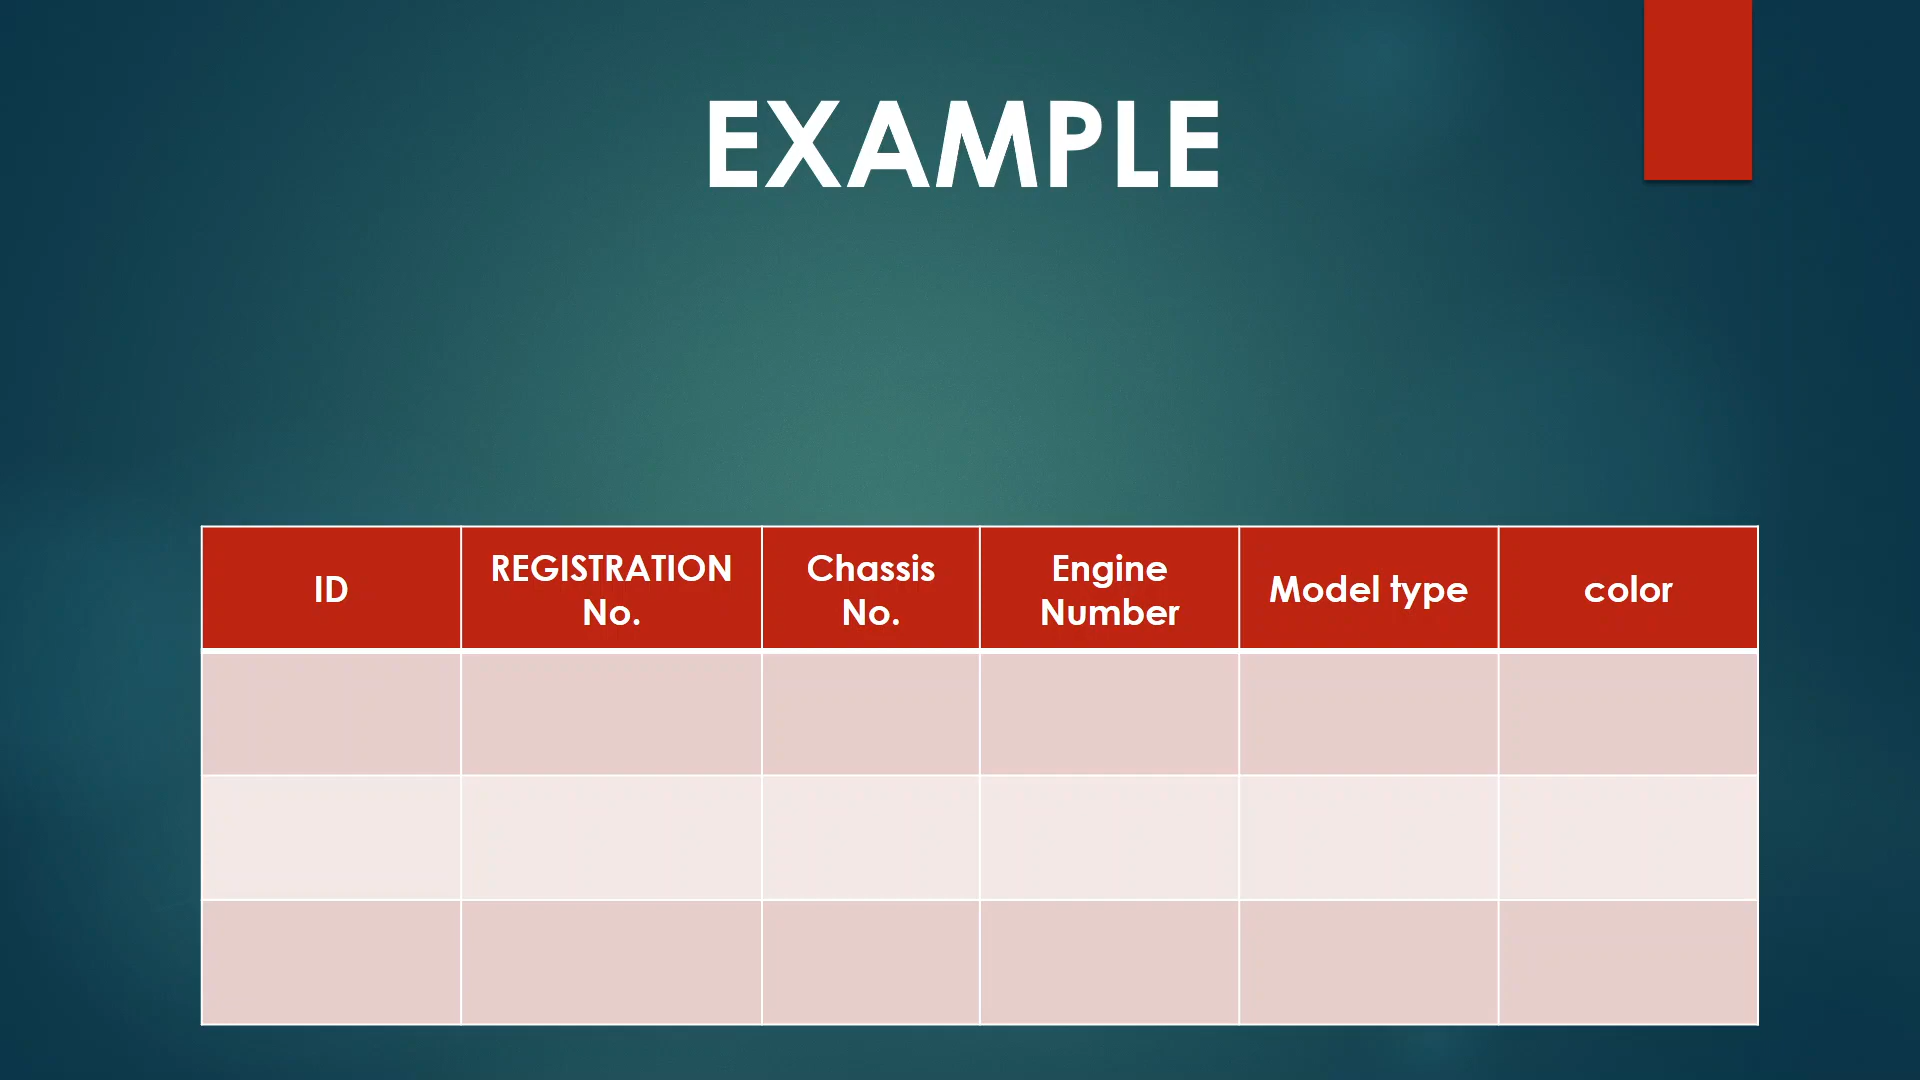 EXAMPLE
ID
REGISTRATION
No.
Chassis
No.
Engine
Number
Model type
color